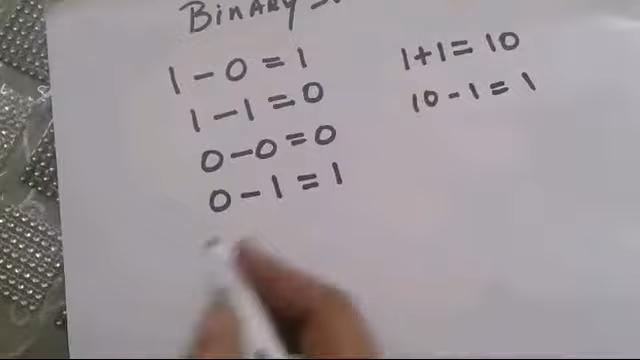 BINARY
1 - 0 = 1
1 - 1 = 0
0 - 0 = 0
0 - 1 = 1
1 + 1 = 10
10 - 1 = 1